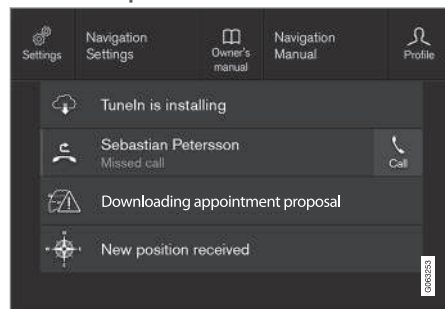 Settings
Navigation
Settings
Owner's
manual
Navigation
Manual
Profile
TuneIn is installing
Sebastian Petersson
Missed call
Call
Downloading appointment proposal
New position received
G063253